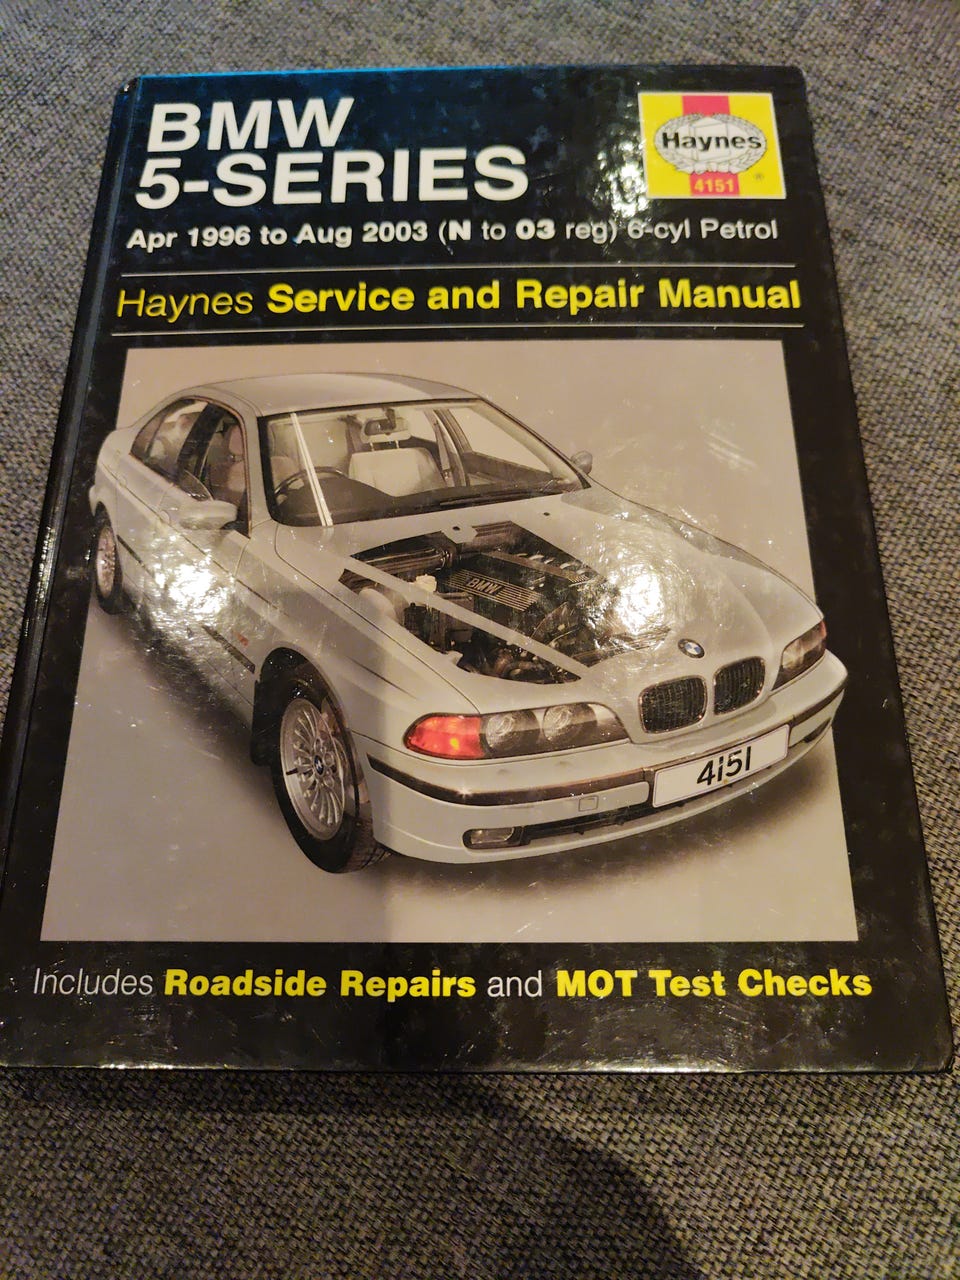 BMW
5-SERIES
Haynes
4151
®
Apr 1996 to Aug 2003 (N to 03 reg) 6-cyl Petrol
Haynes Service and Repair Manual
BMW
4151
Includes Roadside Repairs and MOT Test Checks